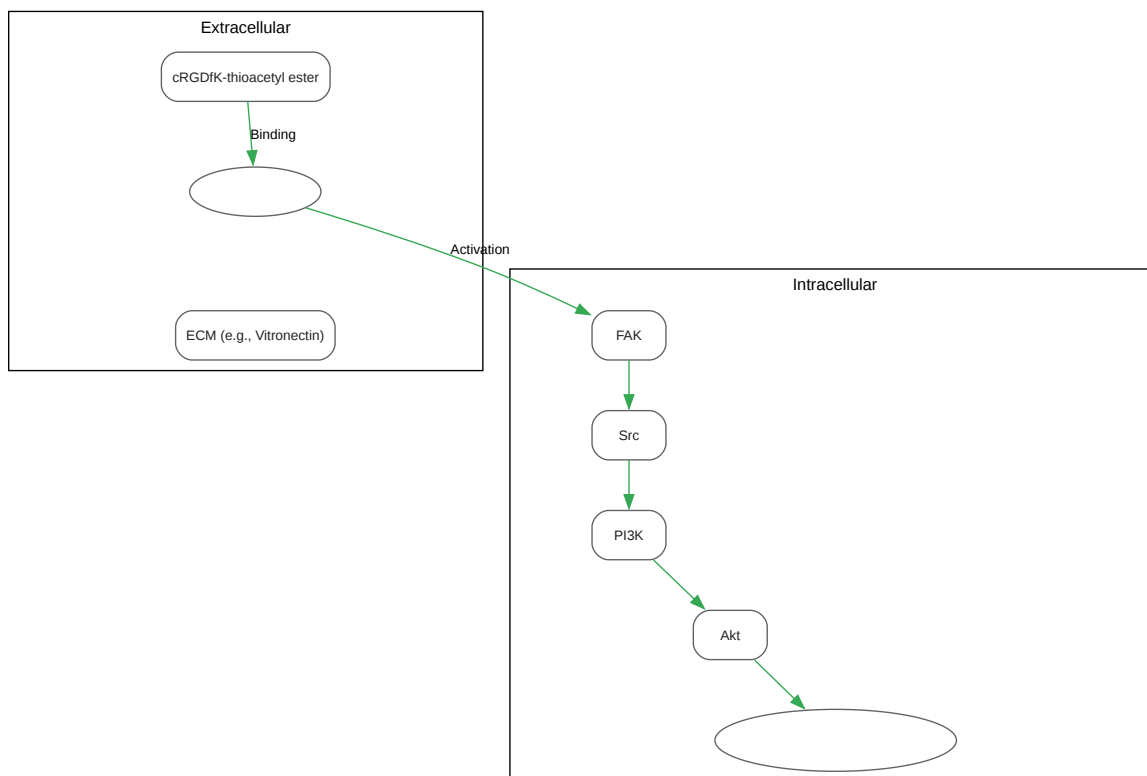 Extracellular
cRGDfK-thioacetyl ester
Binding
Activation
ECM (e.g., Vitronectin)
Intracellular
FAK
Src
PI3K
Akt